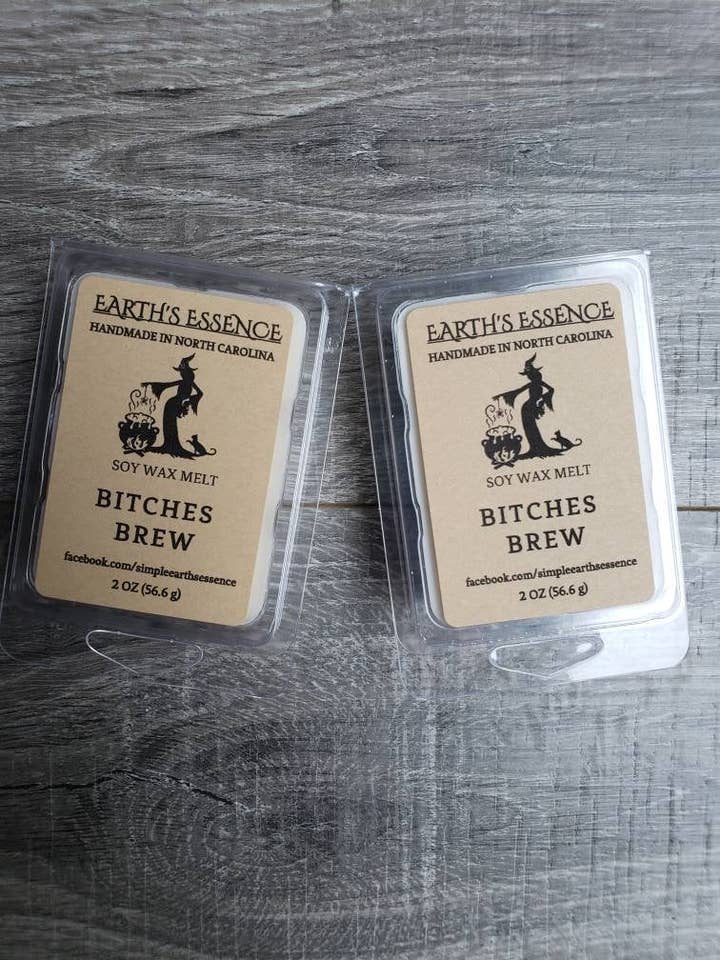 EARTH'S ESSENCE
HANDMADE IN NORTH CAROLINA
SOY WAX MELT
BITCHES
BREW
facebook.com/simpleearthsessence
2 OZ (56.6 g)
EARTH'S ESSENCE
HANDMADE IN NORTH CAROLINA
SOY WAX MELT
BITCHES
BREW
facebook.com/simpleearthsessence
2 OZ (56.6 g)